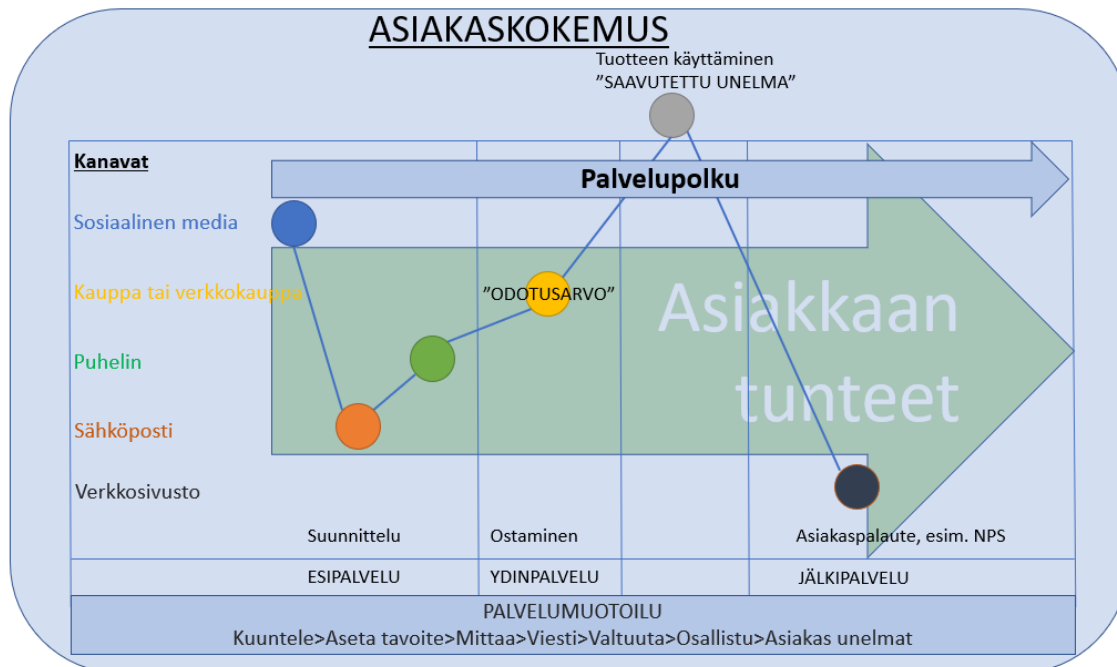 ASIAKASKOKEMUS
Tuotteen käyttäminen
”SAAVUTETTU UNELMA”
Kanavat
Palvelupolku
Sosiaalinen media
Kauppa tai verkkokauppa
”ODOTUSARVO”
Asiakkaan
tunteet
Puhelin
Sähköposti
Verkkosivusto
Suunnittelu
Ostaminen
Asiakaspalaute, esim. NPS
ESIPALVELU
YDINPALVELU
JÄLKIPALVELU
PALVELUMUOTOILU
Kuuntele>Aseta tavoite>Mittaa>Viesti>Valtuuta>Osallistu>Asiakas unelmat